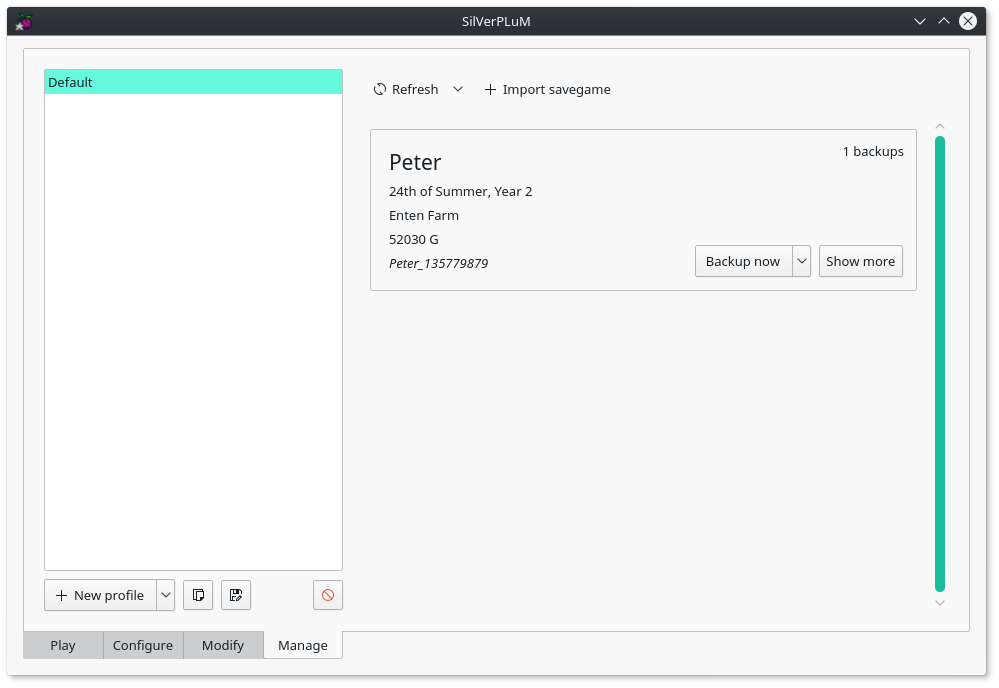 SilVerPLuM
Default
Refresh
Import savegame
Peter
1 backups
24th of Summer, Year 2
Enten Farm
52030 G
Peter_135779879
Backup now
Show more
New profile
Play
Configure
Modify
Manage